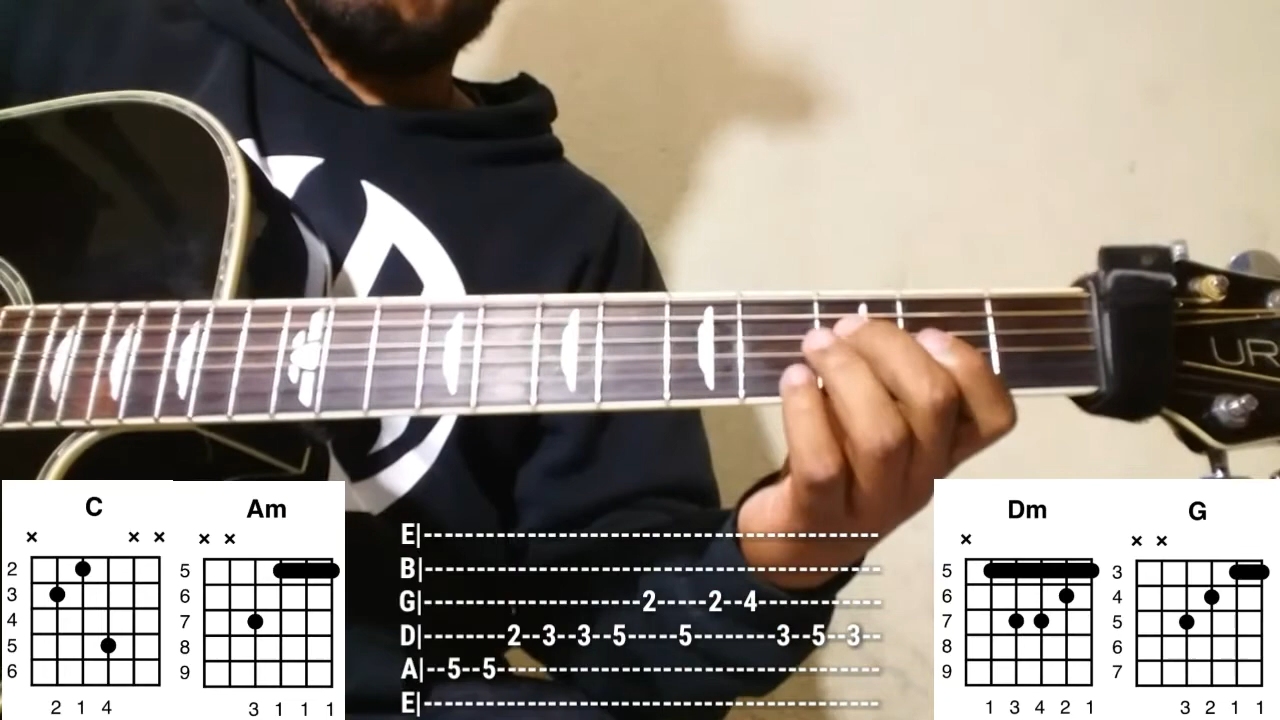 UR
C
× × ×
2
3
4
5
6
2 1 4
Am
× ×
5
6
7
8
9
3 1 1 1
E|----------------------------------------
B|----------------------------------------
G|-------------------2-----2--4-----------
D|--------2--3--3--5-----5--------3--5--3--
A|--5--5----------------------------------
E|----------------------------------------
Dm
×
5
6
7
8
9
1 3 4 2 1
G
× ×
3
4
5
6
7
3 2 1 1